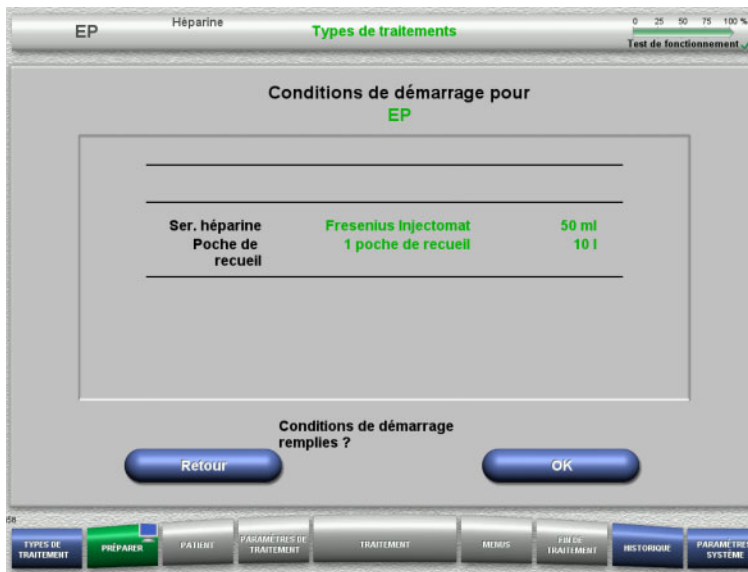 EP
Héparine
Types de traitements
0 25 50 75 100 %
Test de fonctionnement
Conditions de démarrage pour
EP
Ser. héparine Fresenius Injectomat 50 ml
Poche de 1 poche de recueil 10 l
recueil
Conditions de démarrage
remplies ?
Retour OK
TYPES DE
TRAITEMENT
PRÉPARER
PATIENT
PARAMÈTRES DE
TRAITEMENT
TRAITEMENT
MENUS
FIN DE
TRAITEMENT
HISTORIQUE
PARAMÈTRES
SYSTÈME